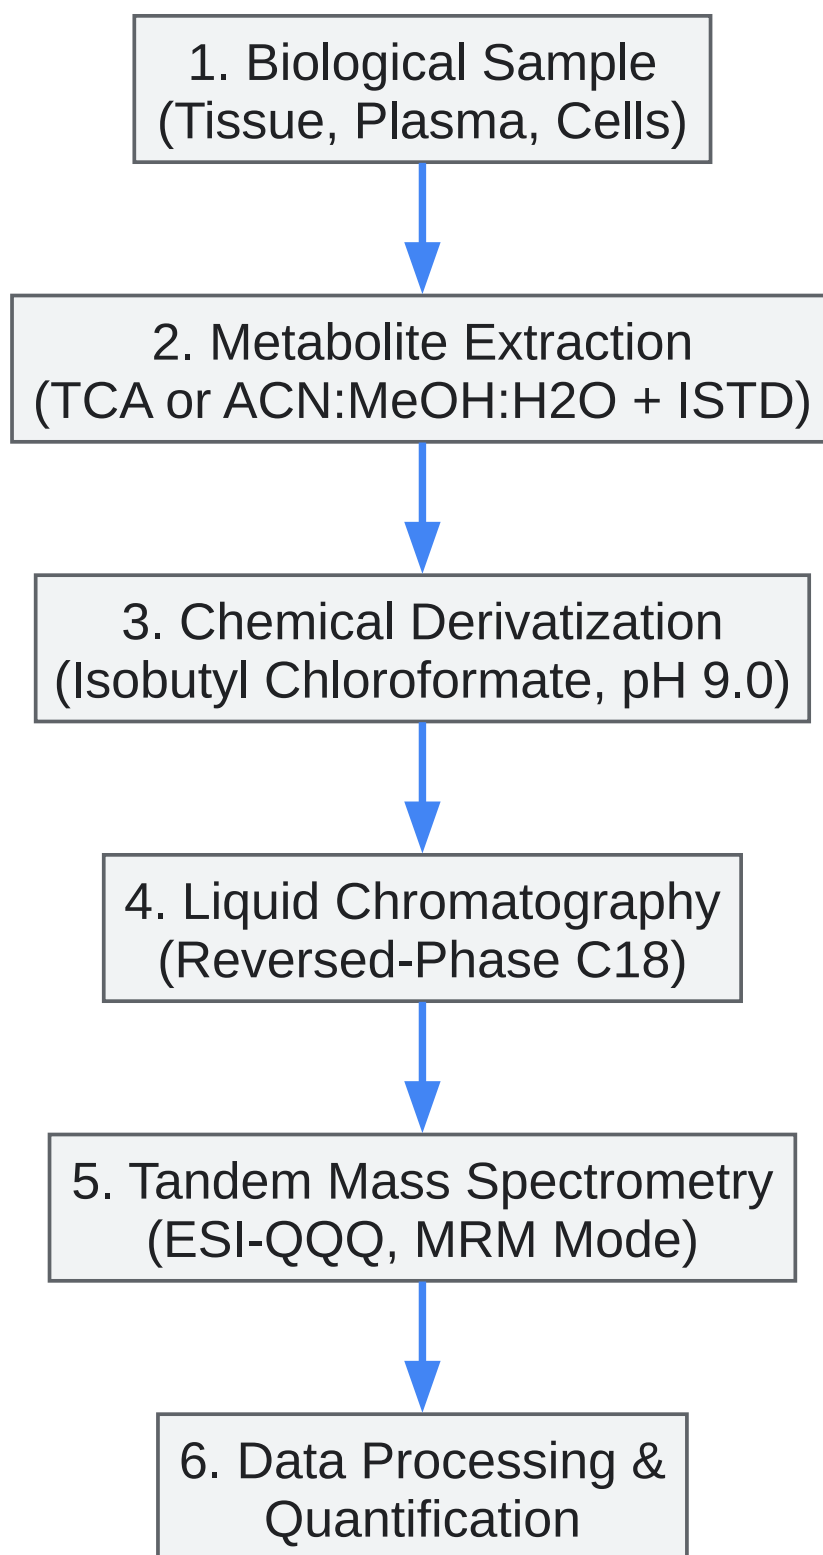 1. Biological Sample
(Tissue, Plasma, Cells)
2. Metabolite Extraction
(TCA or ACN:MeOH:H2O + ISTD)
3. Chemical Derivatization
(Isobutyl Chloroformate, pH 9.0)
4. Liquid Chromatography
(Reversed-Phase C18)
5. Tandem Mass Spectrometry
(ESI-QQQ, MRM Mode)
6. Data Processing &
Quantification